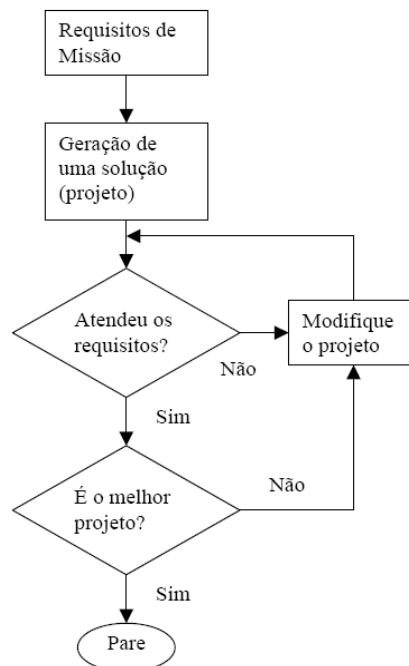 Requisitos de
Missão
Geração de
uma solução
(projeto)
Atendeu os
requisitos?
Modifique
o projeto
Não
Sim
É o melhor
projeto?
Não
Sim
Pare